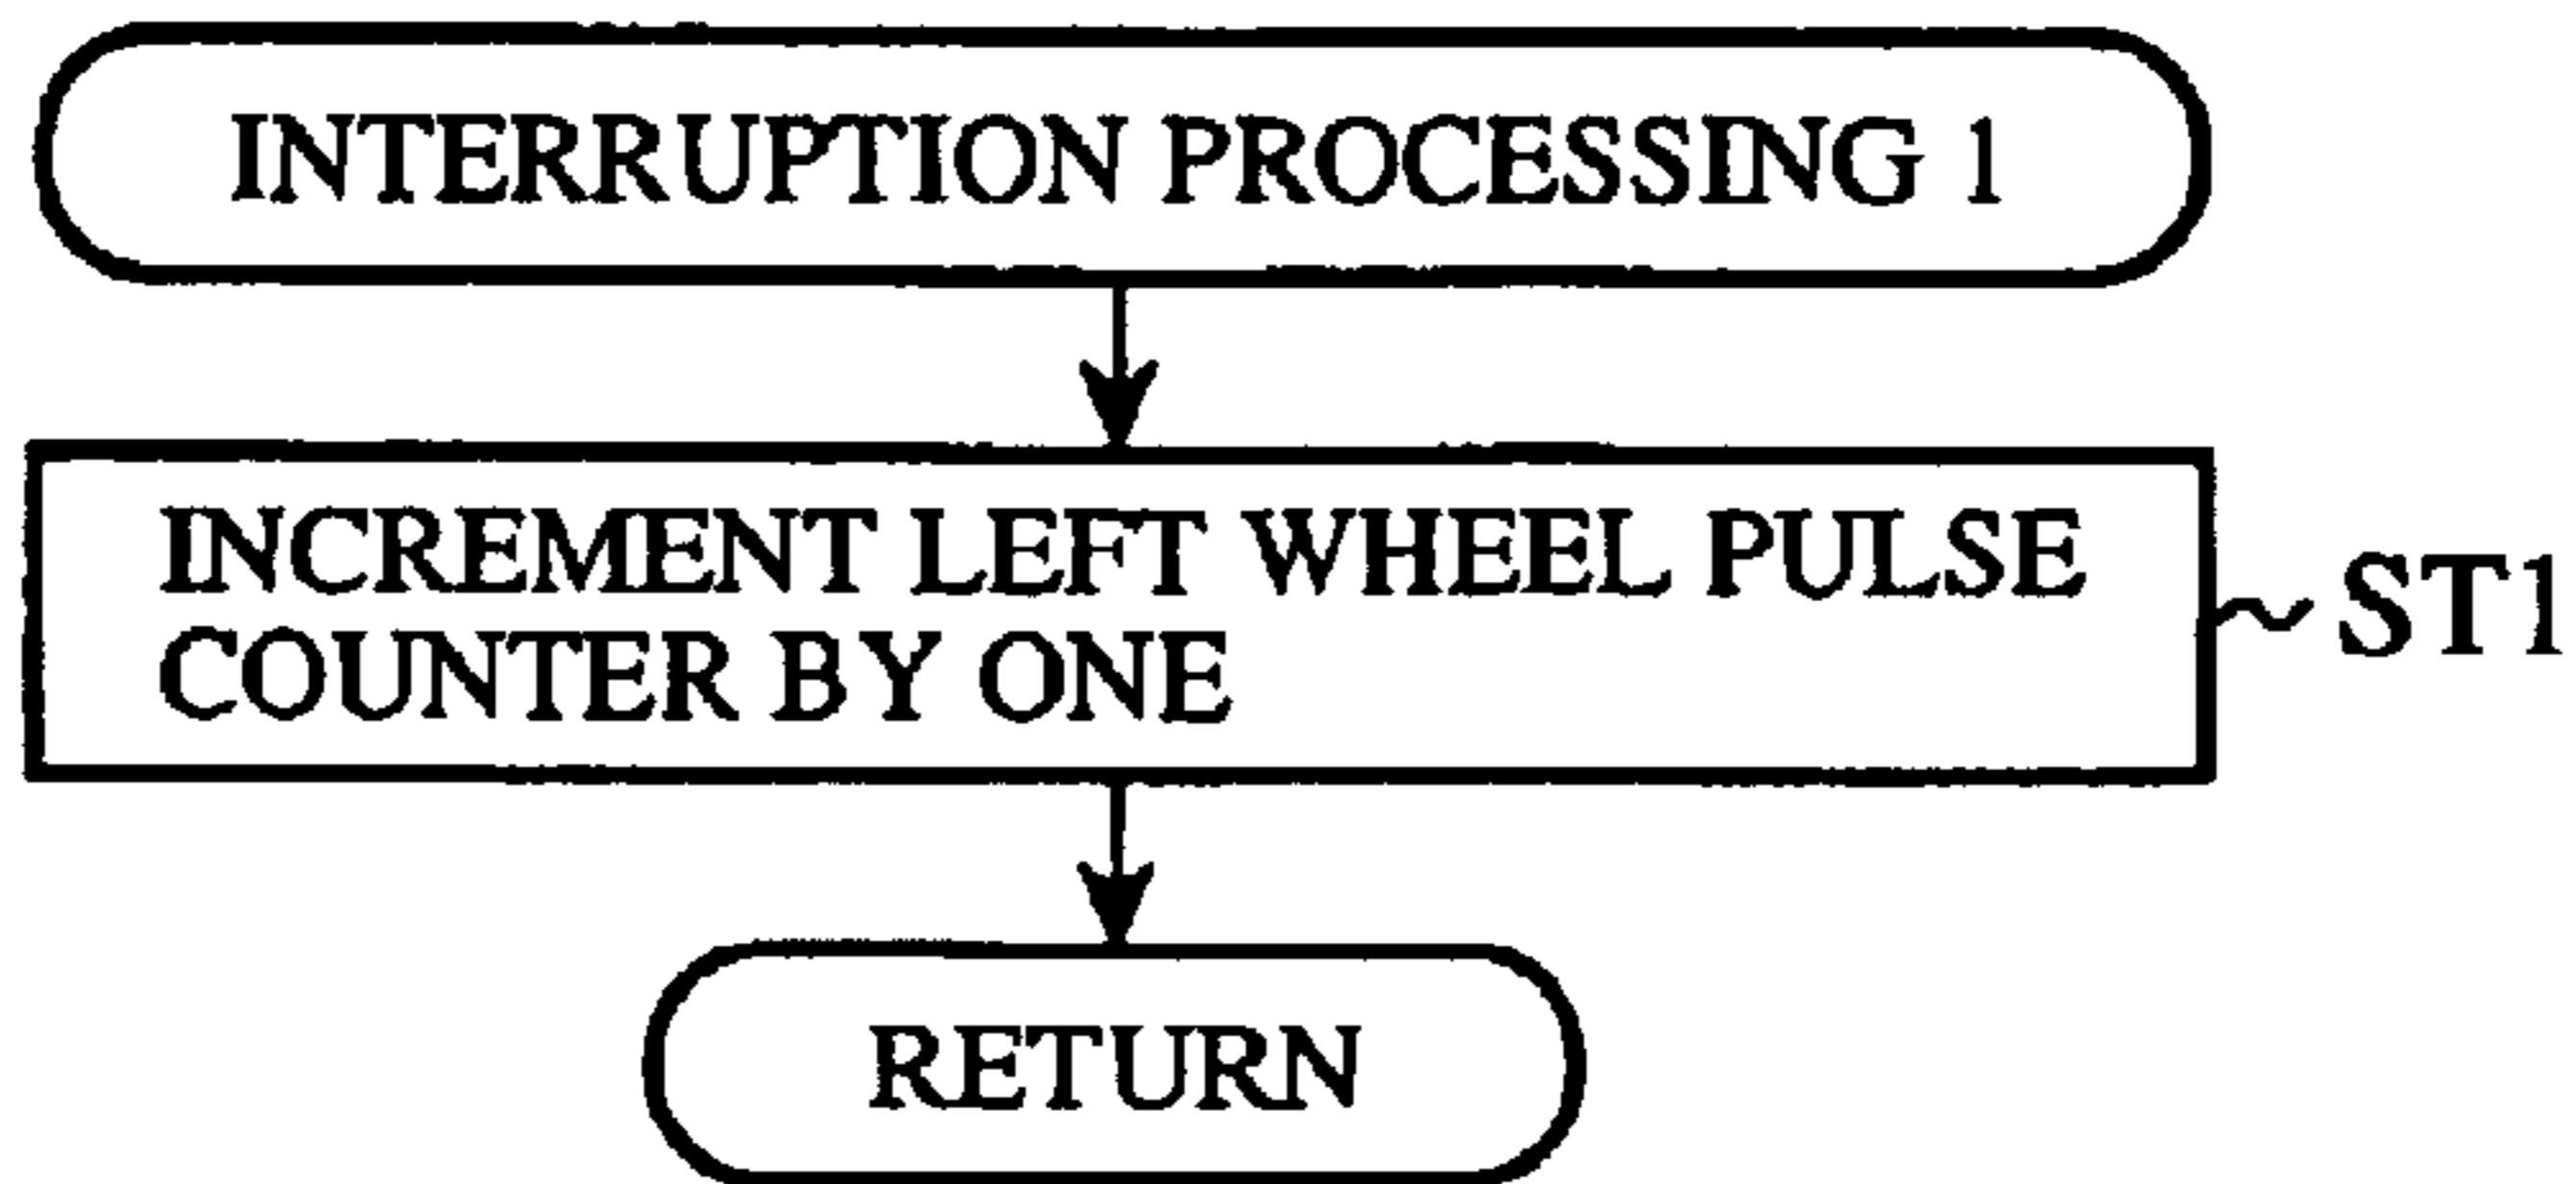 INTERRUPTION PROCESSING 1
INCREMENT LEFT WHEEL PULSE
COUNTER BY ONE
ST1
RETURN